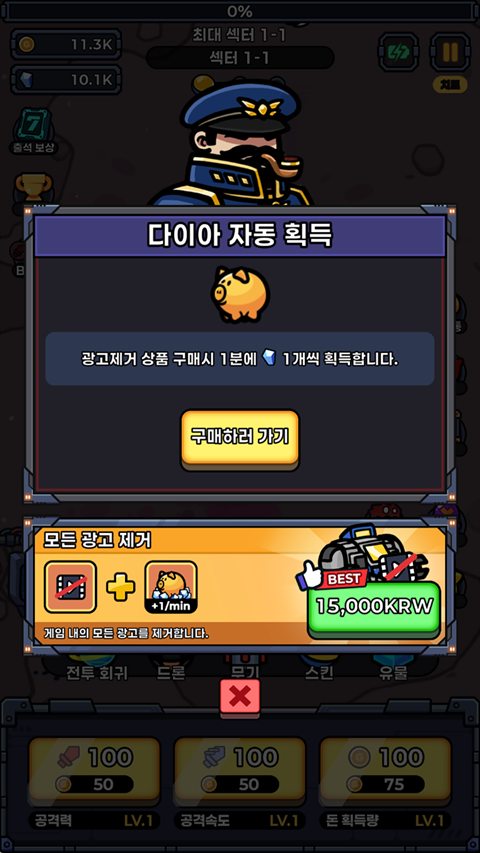 0%
11.3K
최대 섹터 1-1
섹터 1-1
10.1K
치트
7
출석 보상
다이아 자동 획득
광고제거 상품 구매시 1분에 1개씩 획득합니다.
구매하러 가기
모든 광고 제거
+1/min
BEST
15,000KRW
게임 내의 모든 광고를 제거합니다.
전투 회귀
드론
무기
스킨
유물
100
100
100
50
50
75
공격력 LV.1
공격속도 LV.1
돈 획득량 LV.1